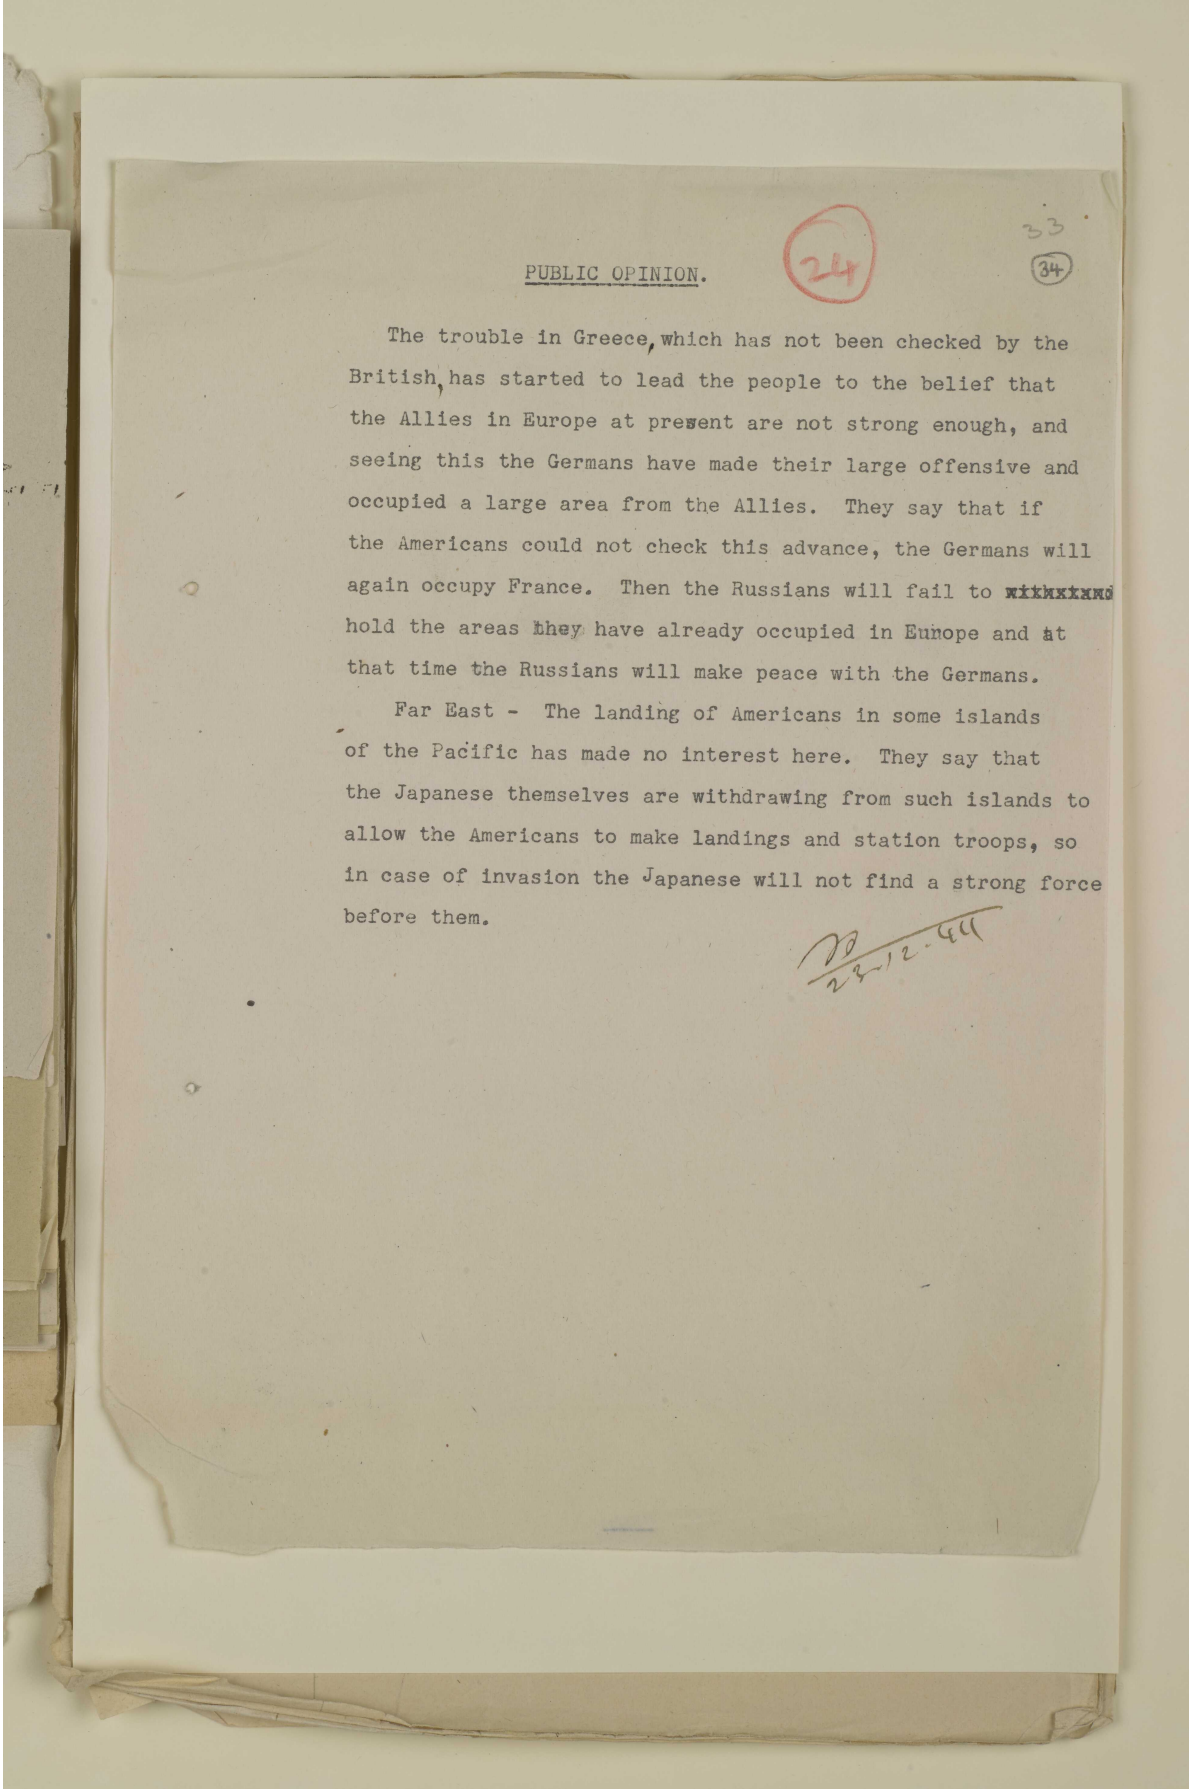 33
24
34
PUBLIC OPINION.
The trouble in Greece, which has not been checked by the
British, has started to lead the people to the belief that
the Allies in Europe at present are not strong enough, and
seeing this the Germans have made their large offensive and
occupied a large area from the Allies. They say that if
the Americans could not check this advance, the Germans will
again occupy France. Then the Russians will fail to
hold the areas they have already occupied in Europe and at
that time the Russians will make peace with the Germans.
Far East - The landing of Americans in some islands
of the Pacific has made no interest here. They say that
the Japanese themselves are withdrawing from such islands to
allow the Americans to make landings and station troops, so
in case of invasion the Japanese will not find a strong force
before them.
23.12.44